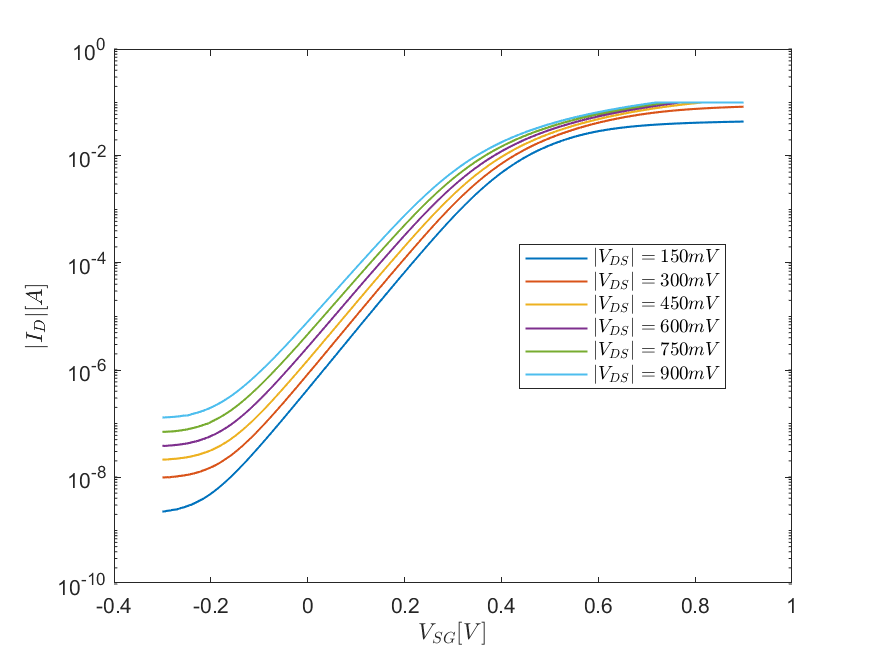 10^0
10^-2
10^-4
10^-6
10^-8
10^-10
|I_D|[A]
|V_DS| = 150mV
|V_DS| = 300mV
|V_DS| = 450mV
|V_DS| = 600mV
|V_DS| = 750mV
|V_DS| = 900mV
-0.4 -0.2 0 0.2 0.4 0.6 0.8 1
V_SG[V]